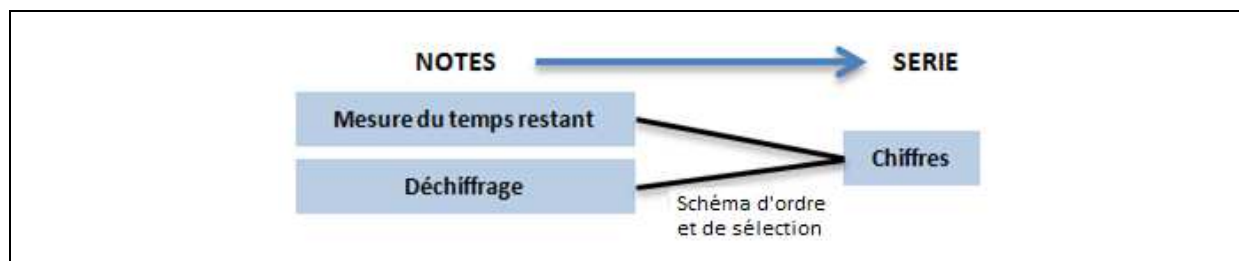 NOTES SERIE
Mesure du temps restant
Chiffres
Déchiffrage
Schéma d'ordre
et de sélection